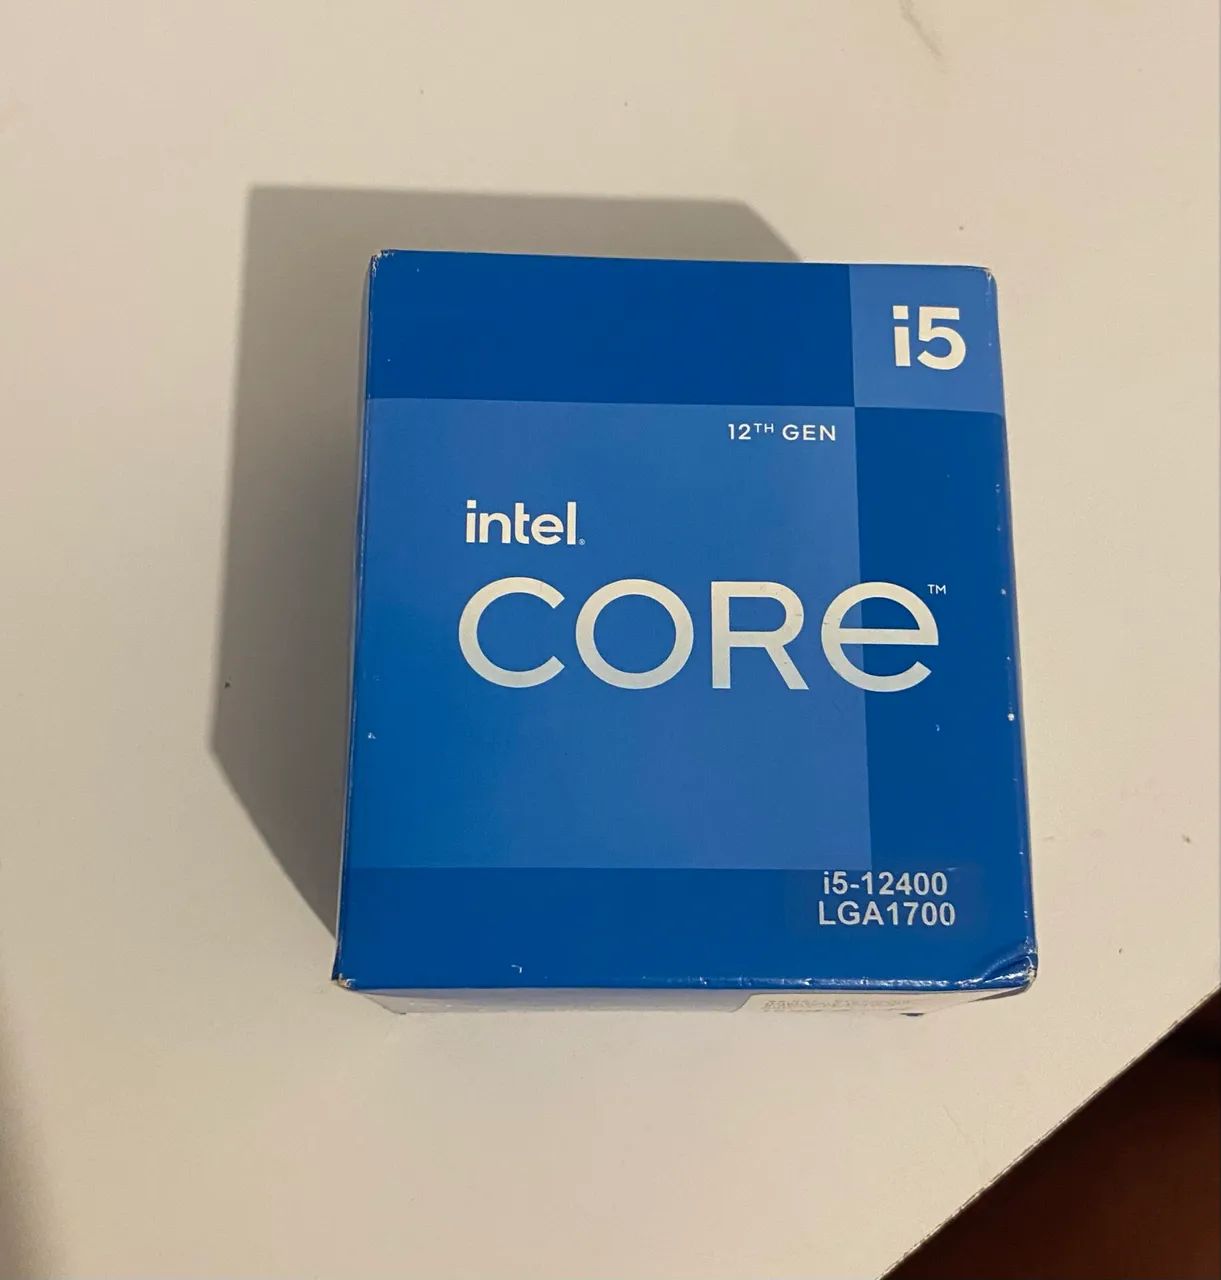 i5
12TH GEN
intel®
CORE™
i5-12400
LGA1700